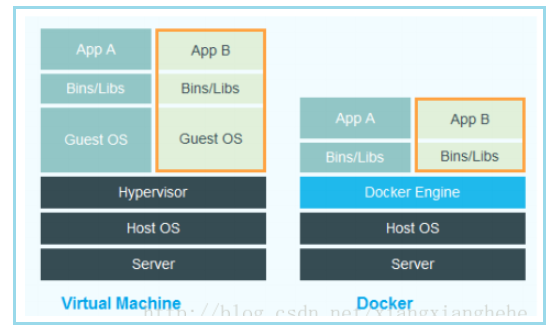 App A
App B
Bins/Libs
Bins/Libs
Guest OS
Guest OS
Hypervisor
Host OS
Server
Virtual Machine
App A
App B
Bins/Libs
Bins/Libs
Docker Engine
Host OS
Server
Docker
http://blog.csdn.net/xiangxianghehe